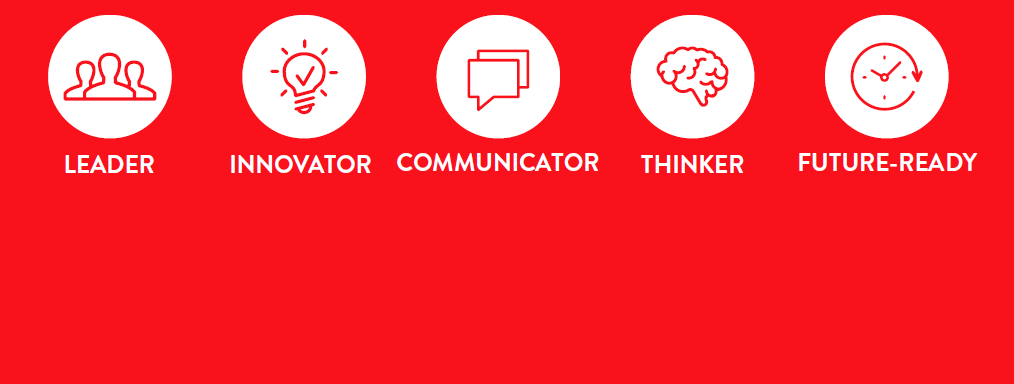 LEADER
INNOVATOR
COMMUNICATOR
THINKER
FUTURE-READY